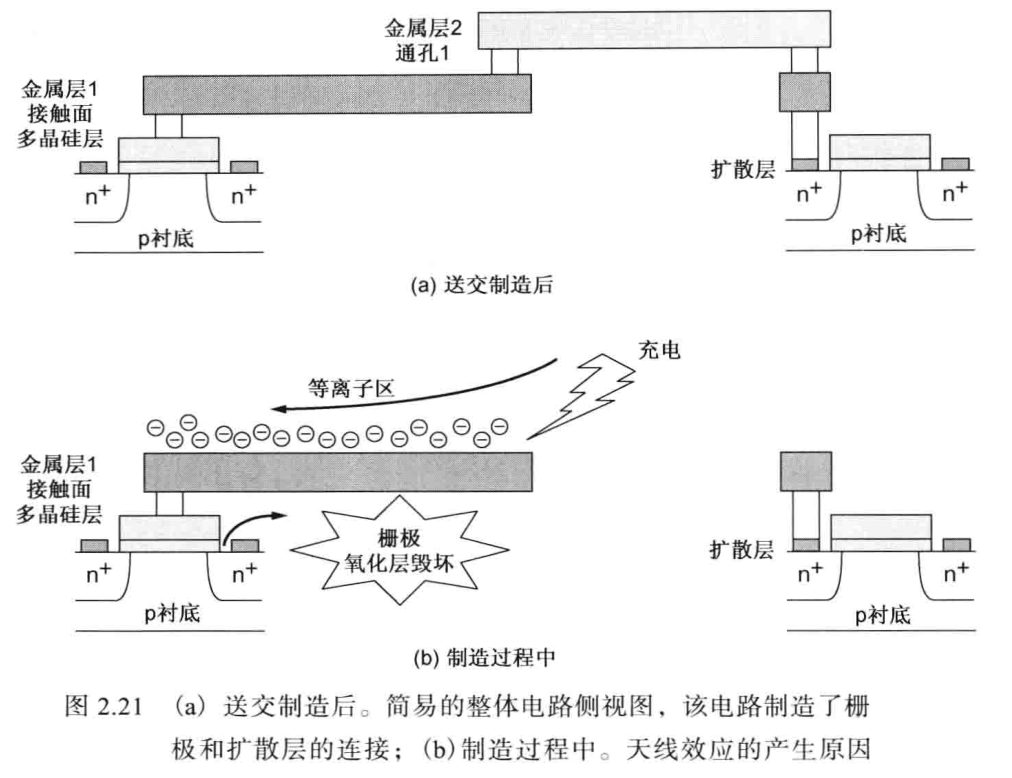 金属层2
通孔1
金属层1
接触面
多晶硅层
扩散层
n⁺
n⁺
n⁺
p衬底
p衬底
(a) 送交制造后
充电
等离子区
⊖⊖⊖⊖⊖⊖⊖⊖⊖⊖⊖⊖⊖⊖⊖⊖⊖
金属层1
接触面
多晶硅层
栅极
氧化层毁坏
扩散层
n⁺
n⁺
n⁺
p衬底
p衬底
(b) 制造过程中
图 2.21 (a) 送交制造后。简易的整体电路侧视图，该电路制造了栅
极和扩散层的连接；(b)制造过程中。天线效应的产生原因